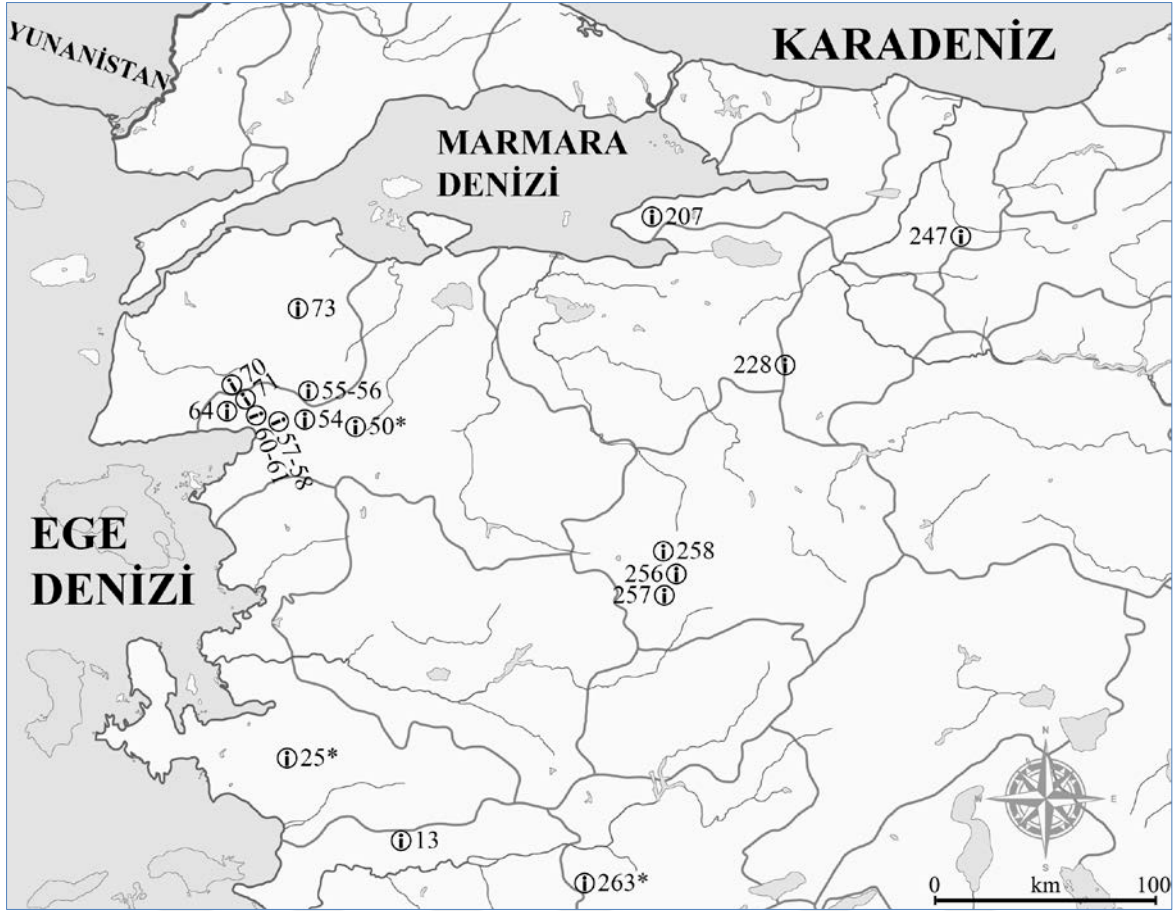 YUNANİSTAN
KARADENİZ
MARMARA
DENİZİ
207
247
73
228
70
71
55-56
64
54
50*
57-58
60-61
EGE
DENİZİ
258
256
257
25*
13
263*
N
W
E
S
0 km 100